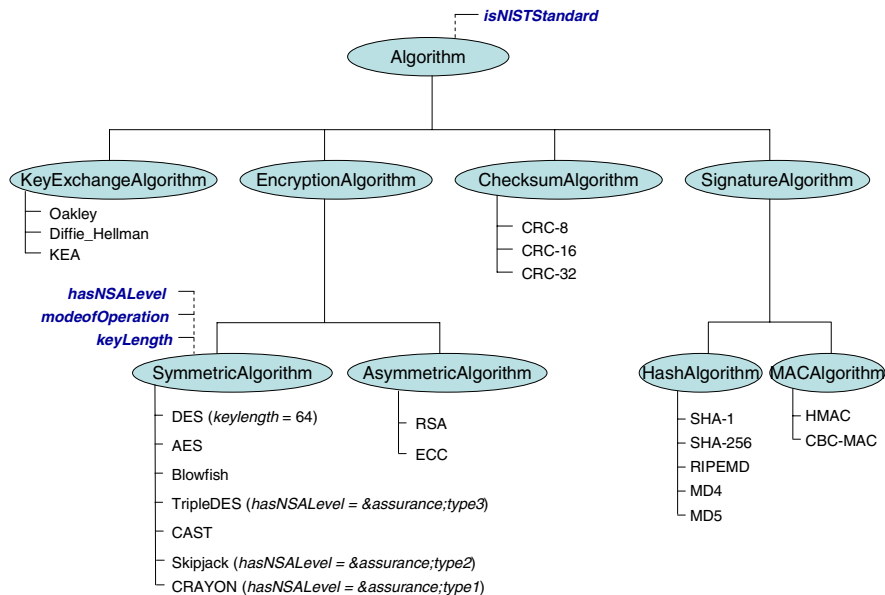 isNISTStandard
Algorithm
KeyExchangeAlgorithm
EncryptionAlgorithm
ChecksumAlgorithm
SignatureAlgorithm
Oakley
Diffie_Hellman
KEA
CRC-8
CRC-16
CRC-32
hasNSALevel
modeofOperation
keyLength
SymmetricAlgorithm
AsymmetricAlgorithm
HashAlgorithm
MACAlgorithm
DES (keylength = 64)
AES
Blowfish
TripleDES (hasNSALevel = &assurance;type3)
CAST
Skipjack (hasNSALevel = &assurance;type2)
CRAYON (hasNSALevel = &assurance;type1)
RSA
ECC
SHA-1
SHA-256
RIPEMD
MD4
MD5
HMAC
CBC-MAC